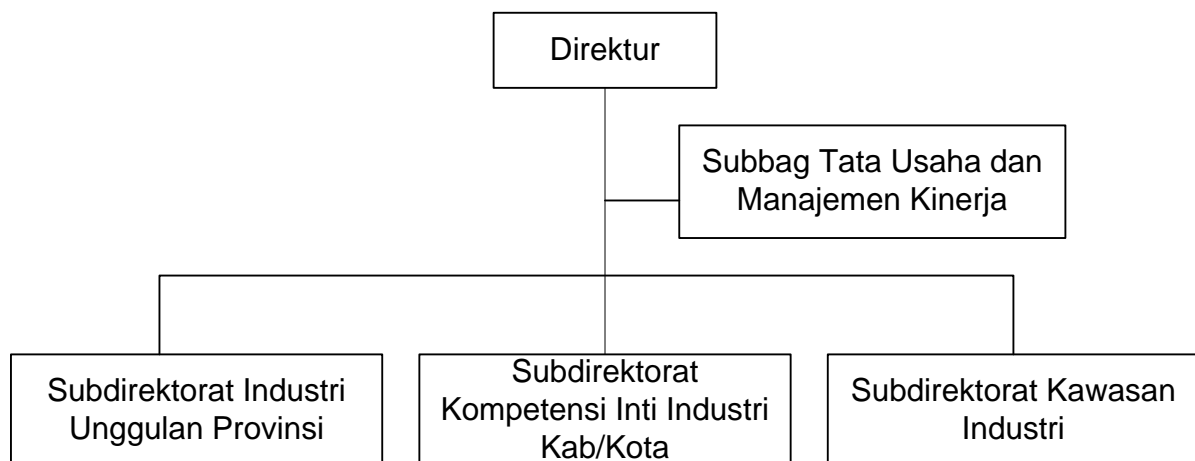 Direktur
Subbag Tata Usaha dan
Manajemen Kinerja
Subdirektorat Industri
Unggulan Provinsi
Subdirektorat
Kompetensi Inti Industri
Kab/Kota
Subdirektorat Kawasan
Industri